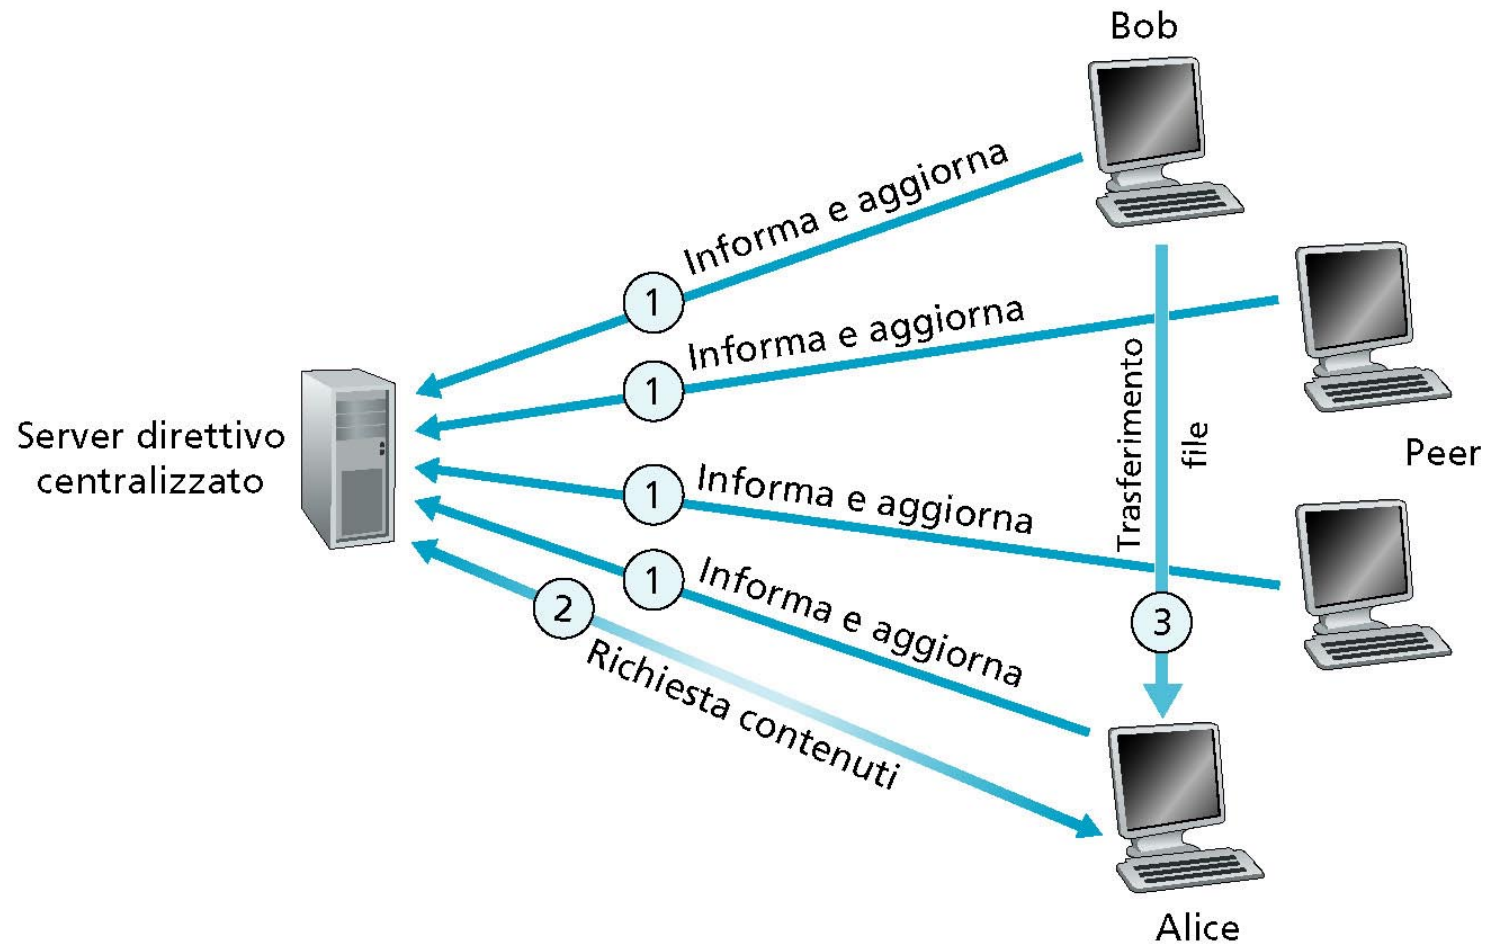 Bob
Informa e aggiorna
1
Informa e aggiorna
1
Server direttivo
centralizzato
Trasferimento
file
Peer
Informa e aggiorna
1
Informa e aggiorna
1
2
Richiesta contenuti
3
Alice